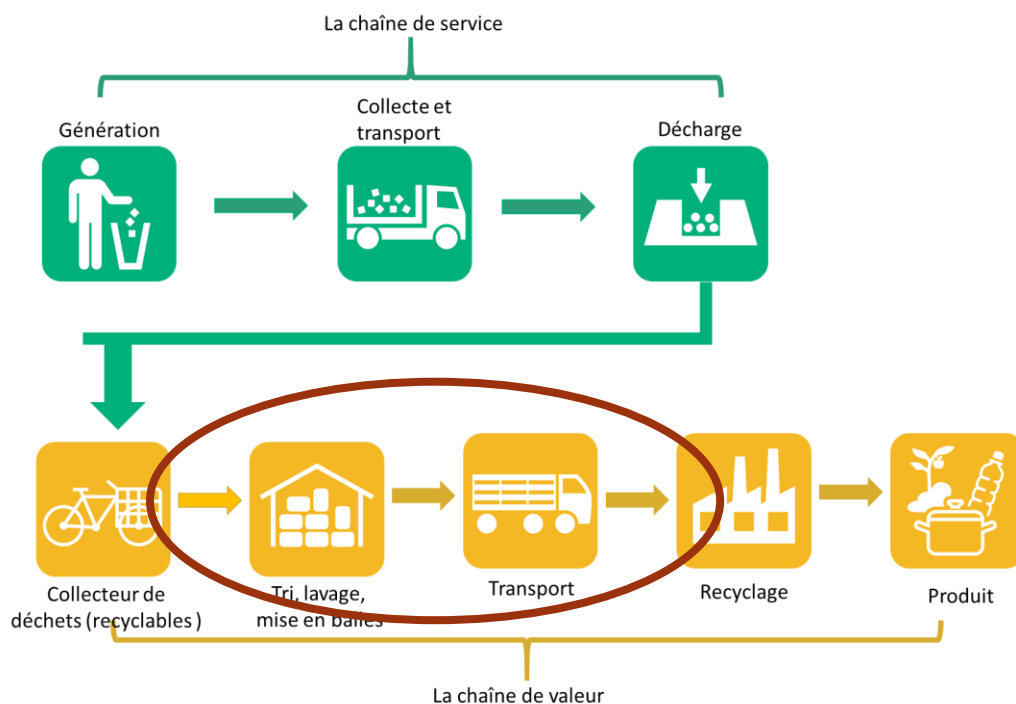 La chaîne de service
Génération
Collecte et
transport
Décharge
Collecteur de
déchets (recyclables )
Tri, lavage,
mise en balles
Transport
Recyclage
Produit
La chaîne de valeur